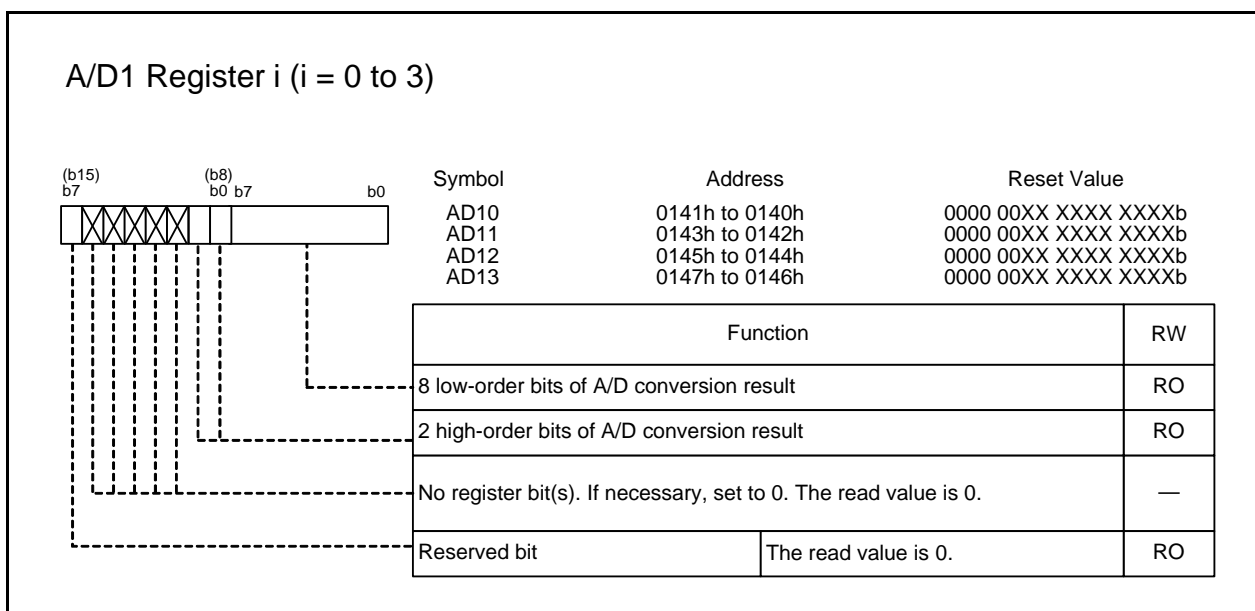 A/D1 Register i (i = 0 to 3)
(b15) (b8)
b7 b0 b7 b0
Symbol Address Reset Value
AD10 0141h to 0140h 0000 00XX XXXX XXXXb
AD11 0143h to 0142h 0000 00XX XXXX XXXXb
AD12 0145h to 0144h 0000 00XX XXXX XXXXb
AD13 0147h to 0146h 0000 00XX XXXX XXXXb
Function RW
8 low-order bits of A/D conversion result RO
2 high-order bits of A/D conversion result RO
No register bit(s). If necessary, set to 0. The read value is 0. —
Reserved bit The read value is 0. RO